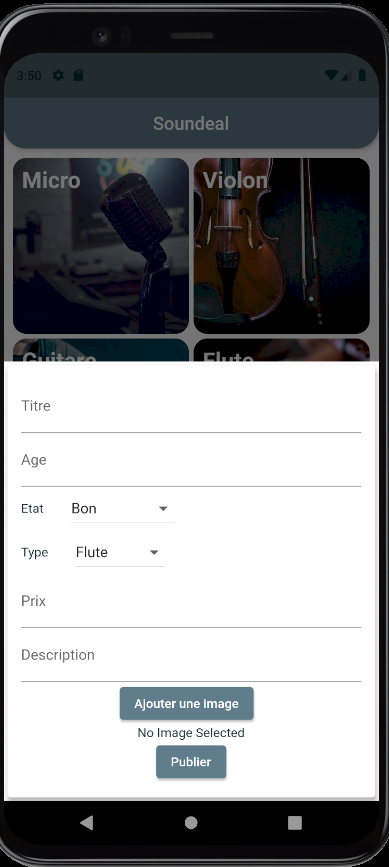 3:50
Soundeal
Micro
Violon
Guitare
Flute
Titre
Age
Etat Bon
Type Flute
Prix
Description
Ajouter une image
No Image Selected
Publier